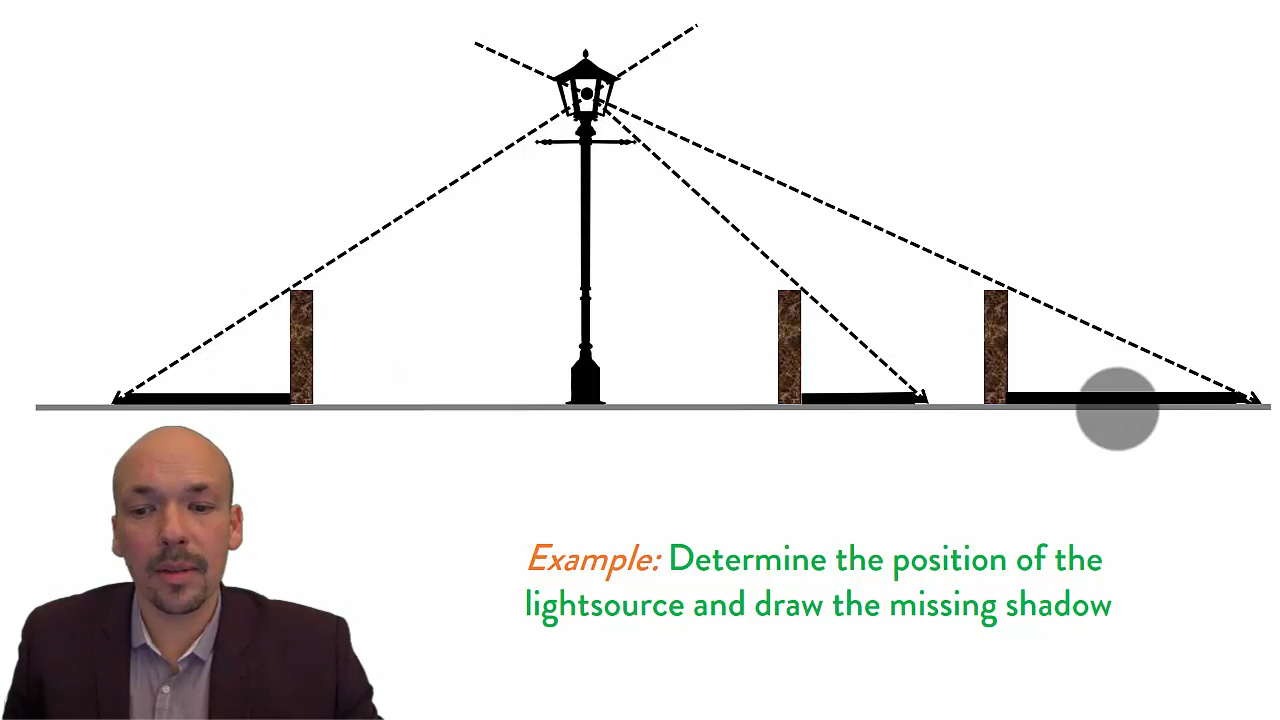 Example: Determine the position of the
lightsource and draw the missing shadow